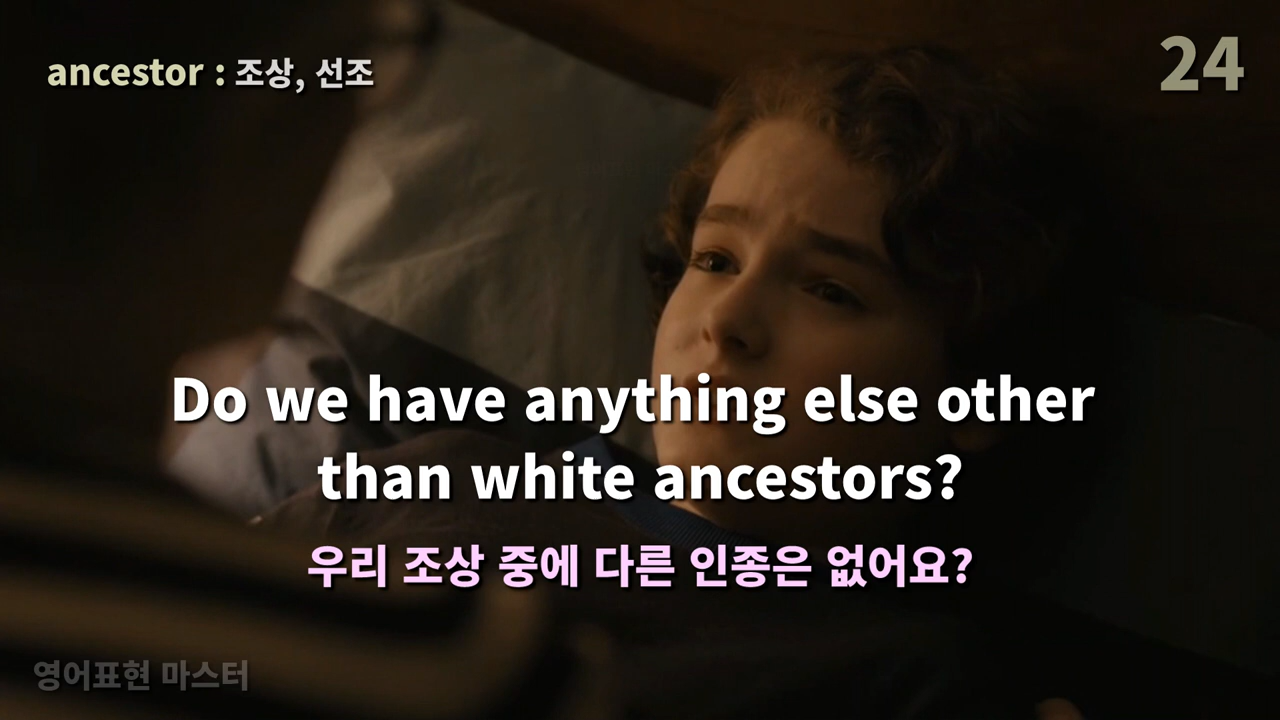 ancestor : 조상, 선조
24
Do we have anything else other
than white ancestors?
우리 조상 중에 다른 인종은 없어요?
영어표현 마스터